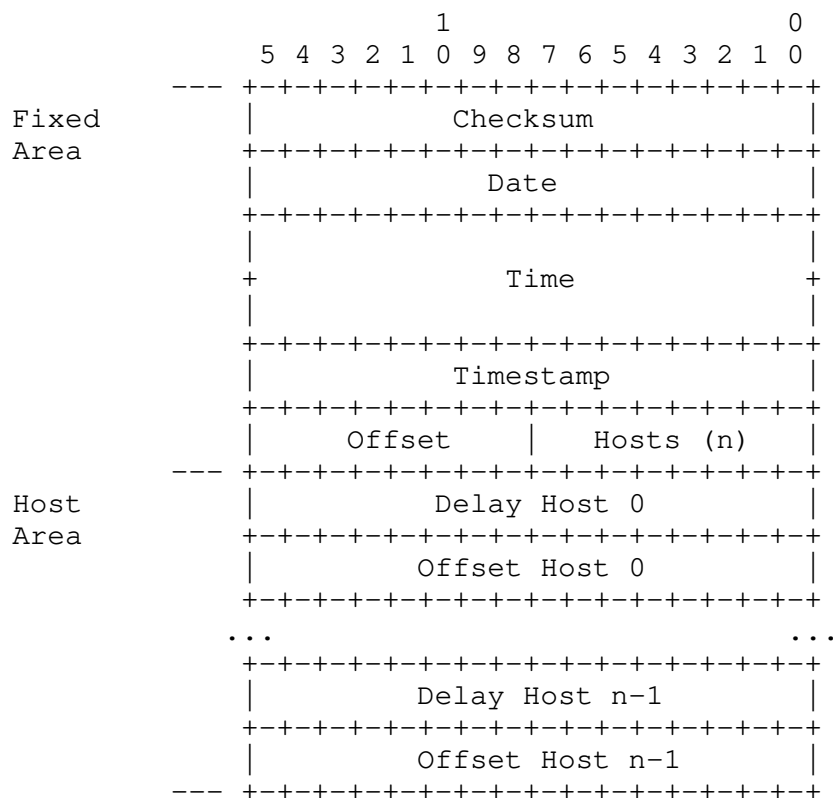 1                   0
               5 4 3 2 1 0 9 8 7 6 5 4 3 2 1 0
          --- +-+-+-+-+-+-+-+-+-+-+-+-+-+-+-+-+
Fixed         |           Checksum            |
Area          +-+-+-+-+-+-+-+-+-+-+-+-+-+-+-+-+
              |             Date              |
              +-+-+-+-+-+-+-+-+-+-+-+-+-+-+-+-+
              |                               |
              +              Time             +
              |                               |
              +-+-+-+-+-+-+-+-+-+-+-+-+-+-+-+-+
              |           Timestamp           |
              +-+-+-+-+-+-+-+-+-+-+-+-+-+-+-+-+
              |     Offset    |   Hosts (n)   |
          --- +-+-+-+-+-+-+-+-+-+-+-+-+-+-+-+-+
Host          |          Delay Host 0         |
Area          +-+-+-+-+-+-+-+-+-+-+-+-+-+-+-+-+
              |         Offset Host 0         |
              +-+-+-+-+-+-+-+-+-+-+-+-+-+-+-+-+
             ...                             ...
              +-+-+-+-+-+-+-+-+-+-+-+-+-+-+-+-+
              |         Delay Host n-1        |
              +-+-+-+-+-+-+-+-+-+-+-+-+-+-+-+-+
              |         Offset Host n-1       |
          --- +-+-+-+-+-+-+-+-+-+-+-+-+-+-+-+-+